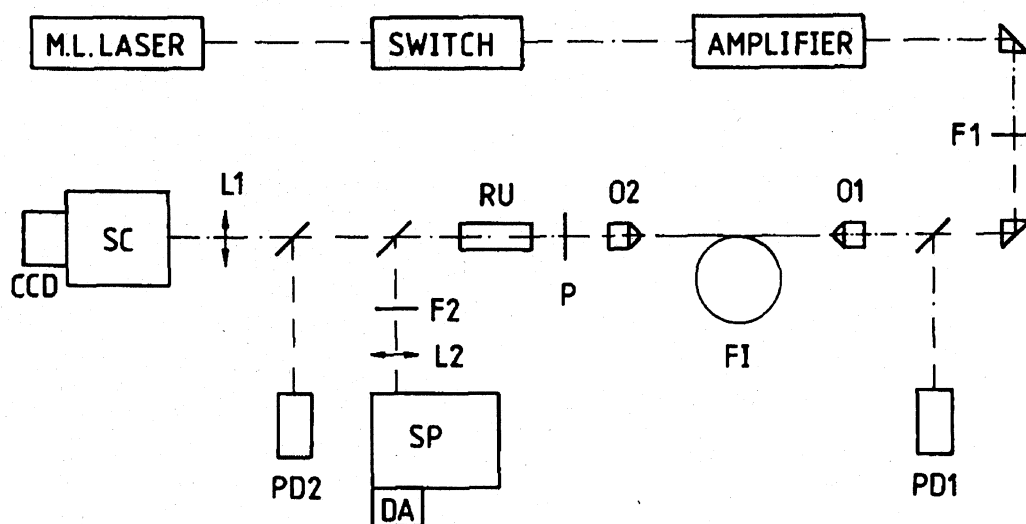 M.L.LASER
SWITCH
AMPLIFIER
F1
L1
RU
O2
O1
SC
CCD
P
F2
L2
FI
SP
PD2
DA
PD1